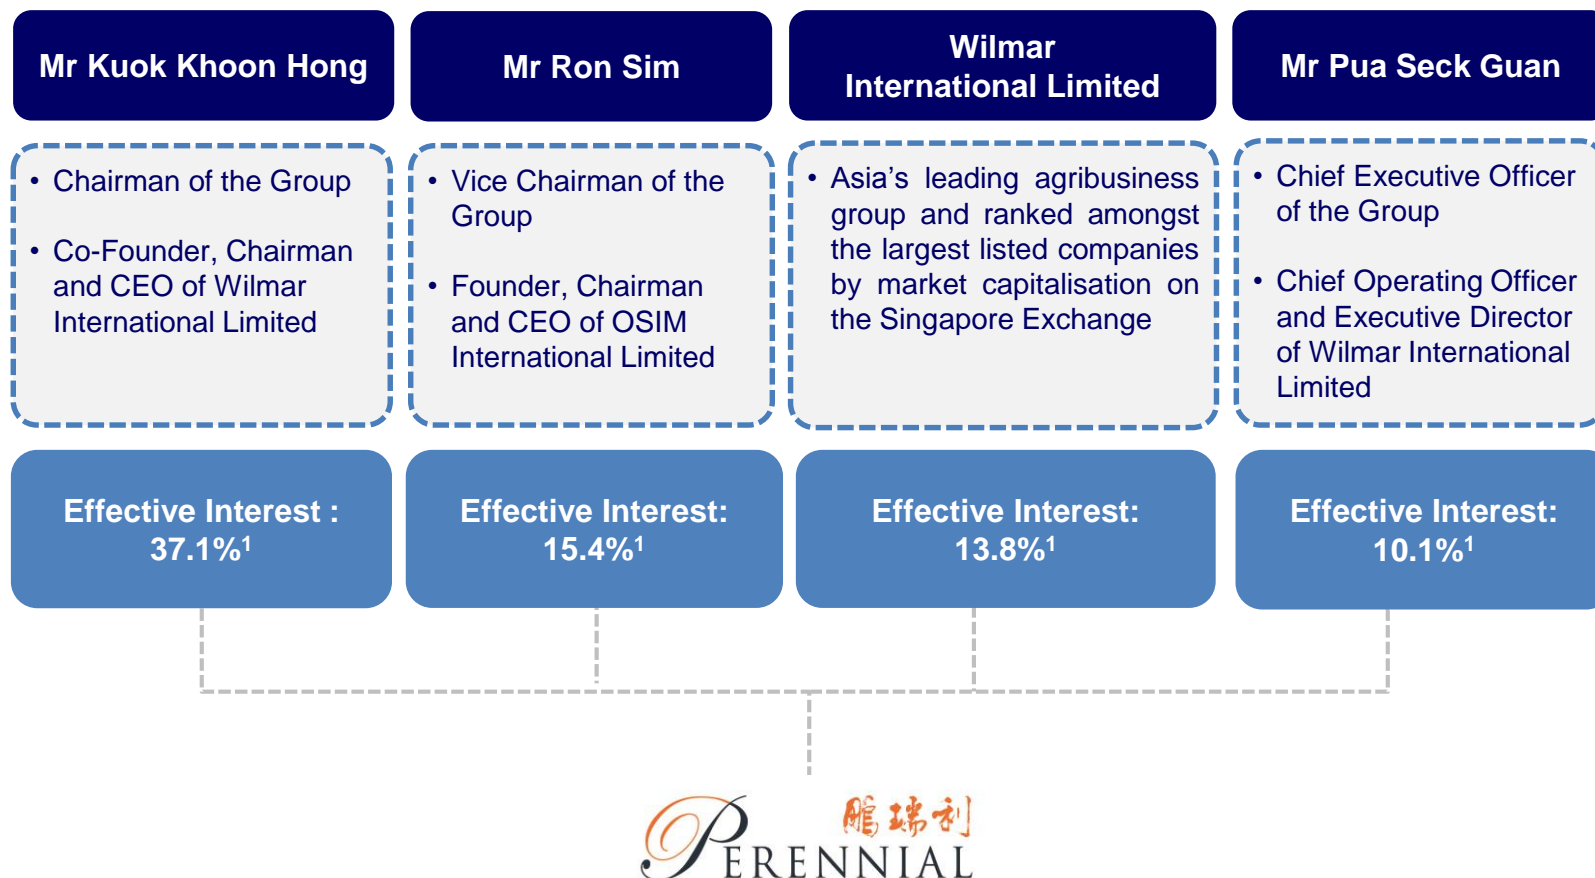 Mr Kuok Khoon Hong
• Chairman of the Group
• Co-Founder, Chairman
and CEO of Wilmar
International Limited
Effective Interest :
37.1%¹
Mr Ron Sim
• Vice Chairman of the
Group
• Founder, Chairman
and CEO of OSIM
International Limited
Effective Interest:
15.4%¹
Wilmar
International Limited
• Asia’s leading agribusiness
group and ranked amongst
the largest listed companies
by market capitalisation on
the Singapore Exchange
Effective Interest:
13.8%¹
Mr Pua Seck Guan
• Chief Executive Officer
of the Group
• Chief Operating Officer
and Executive Director
of Wilmar International
Limited
Effective Interest:
10.1%¹
鵬瑞利
PERENNIAL